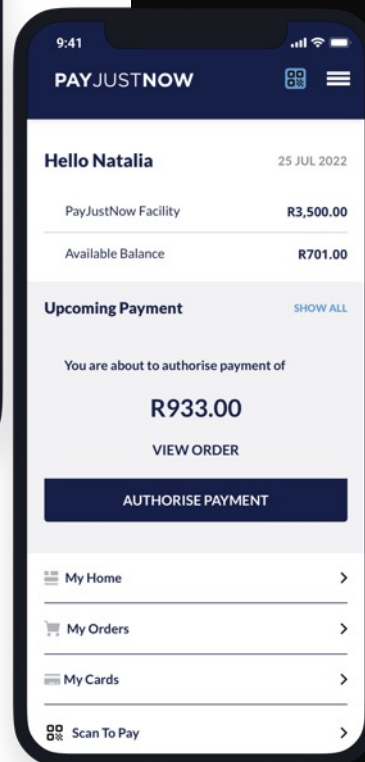 9:41
PAYJUSTNOW
Hello Natalia 25 JUL 2022
PayJustNow Facility R3,500.00
Available Balance R701.00
Upcoming Payment SHOW ALL
You are about to authorise payment of
R933.00
VIEW ORDER
AUTHORISE PAYMENT
My Home
My Orders
My Cards
Scan To Pay